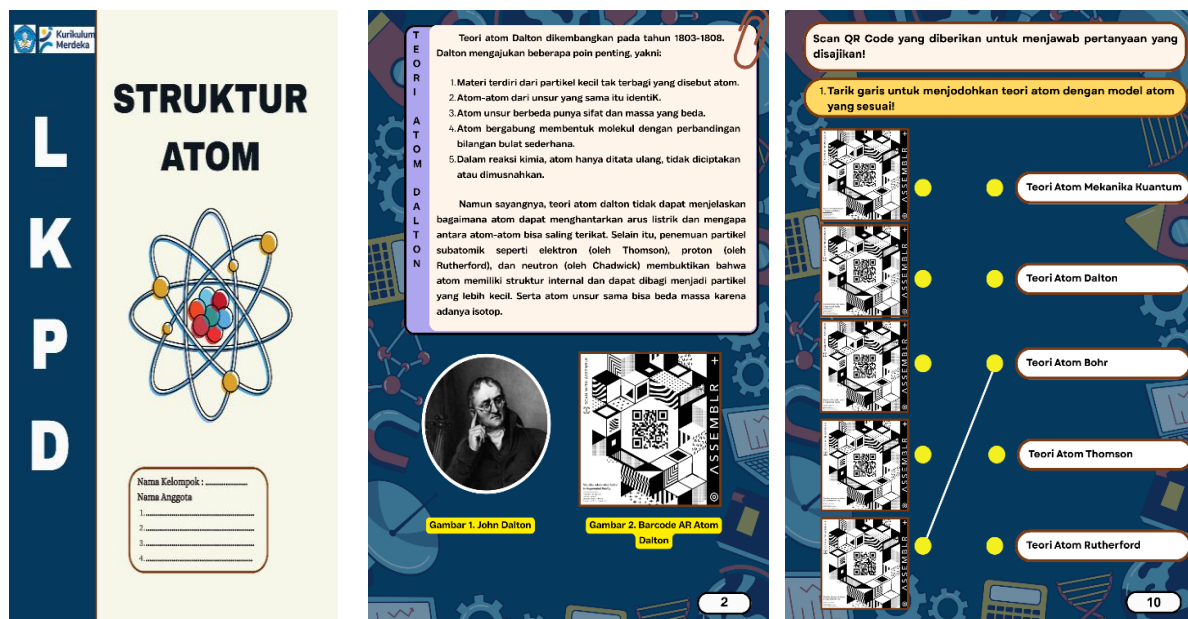 Kurikulum
Merdeka
L
K
P
D
STRUKTUR
ATOM
Nama Kelompok : ....................
Nama Anggota
1.
2.
3.
4.
TEORI ATOM DALTON
Teori atom Dalton dikembangkan pada tahun 1803-1808.
Dalton mengajukan beberapa poin penting, yakni:
1. Materi terdiri dari partikel kecil tak terbagi yang disebut atom.
2. Atom-atom dari unsur yang sama itu identiK.
3. Atom unsur berbeda punya sifat dan massa yang beda.
4. Atom bergabung membentuk molekul dengan perbandingan
bilangan bulat sederhana.
5. Dalam reaksi kimia, atom hanya ditata ulang, tidak diciptakan
atau dimusnahkan.
Namun sayangnya, teori atom dalton tidak dapat menjelaskan
bagaimana atom dapat menghantarkan arus listrik dan mengapa
antara atom-atom bisa saling terikat. Selain itu, penemuan partikel
subatomik seperti elektron (oleh Thomson), proton (oleh
Rutherford), dan neutron (oleh Chadwick) membuktikan bahwa
atom memiliki struktur internal dan dapat dibagi menjadi partikel
yang lebih kecil. Serta atom unsur sama bisa beda massa karena
adanya isotop.
ASSEMBLR
Gambar 1. John Dalton
Gambar 2. Barcode AR Atom
Dalton
2
Scan QR Code yang diberikan untuk menjawab pertanyaan yang
disajikan!
1. Tarik garis untuk menjodohkan teori atom dengan model atom
yang sesuai!
ASSEMBLR
Teori Atom Mekanika Kuantum
ASSEMBLR
Teori Atom Dalton
ASSEMBLR
Teori Atom Bohr
ASSEMBLR
Teori Atom Thomson
ASSEMBLR
Teori Atom Rutherford
10